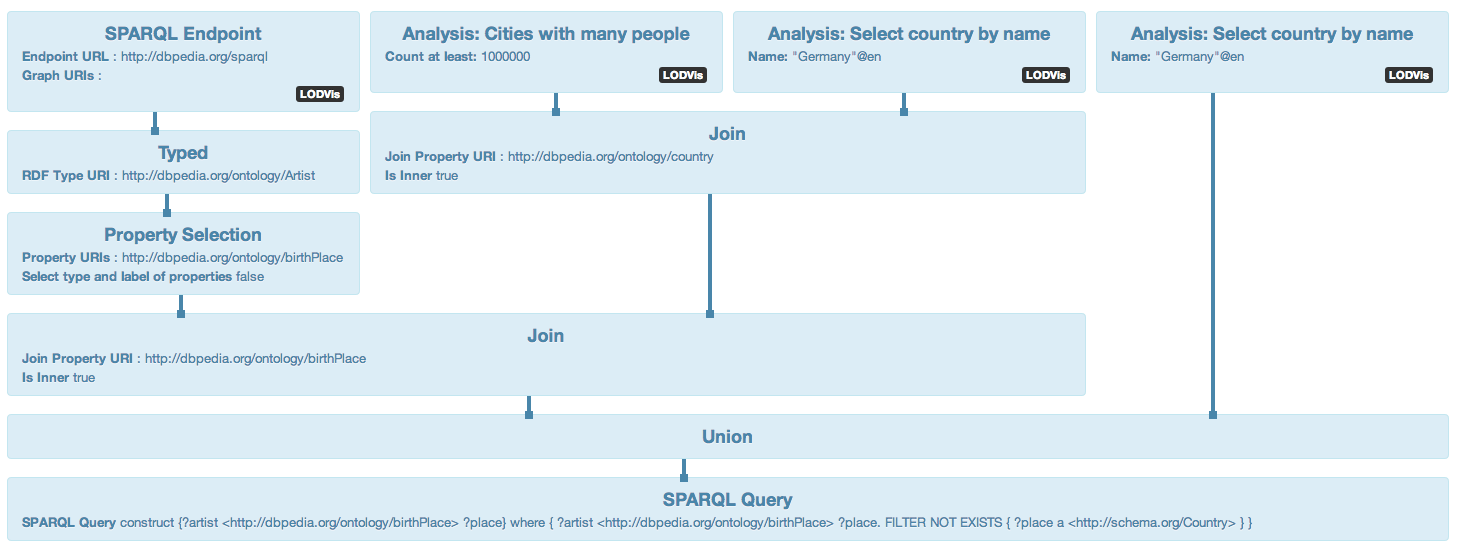 SPARQL Endpoint
Endpoint URL : http://dbpedia.org/sparql
Graph URIs :
LODVis
Analysis: Cities with many people
Count at least: 1000000
LODVis
Analysis: Select country by name
Name: "Germany"@en
LODVis
Analysis: Select country by name
Name: "Germany"@en
LODVis
Typed
RDF Type URI : http://dbpedia.org/ontology/Artist
Join
Join Property URI : http://dbpedia.org/ontology/country
Is Inner true
Property Selection
Property URIs : http://dbpedia.org/ontology/birthPlace
Select type and label of properties false
Join
Join Property URI : http://dbpedia.org/ontology/birthPlace
Is Inner true
Union
SPARQL Query
SPARQL Query construct {?artist <http://dbpedia.org/ontology/birthPlace> ?place} where { ?artist <http://dbpedia.org/ontology/birthPlace> ?place. FILTER NOT EXISTS { ?place a <http://schema.org/Country> } }